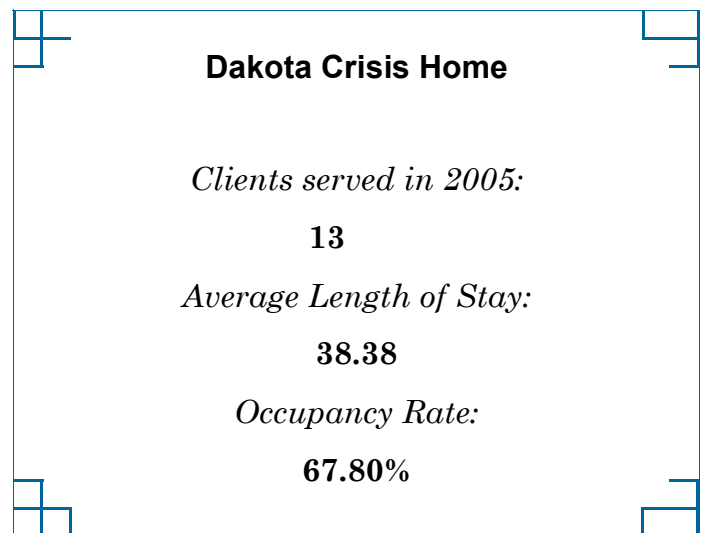 Dakota Crisis Home
Clients served in 2005:
13
Average Length of Stay:
38.38
Occupancy Rate:
67.80%